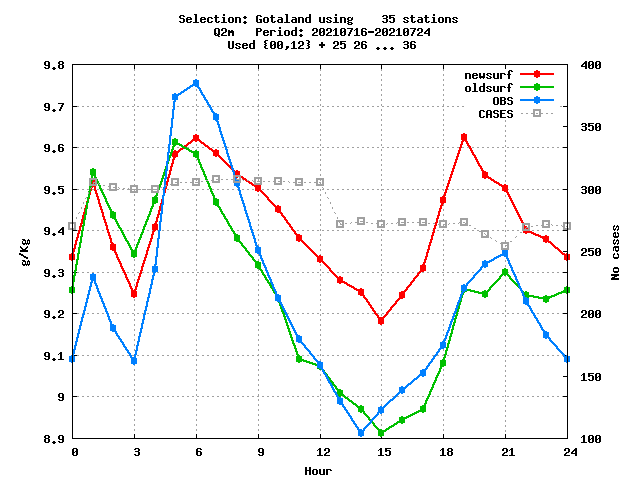 Selection: Gotaland using    35 stations
Q2m   Period: 20210716-20210724
Used {00,12} + 25 26 ... 36
9.8
9.7
9.6
9.5
9.4
9.3
9.2
9.1
9
8.9
400
350
300
250
200
150
100
newsurf
oldsurf
OBS
CASES
g/Kg
No cases
0 3 6 9 12 15 18 21 24
Hour